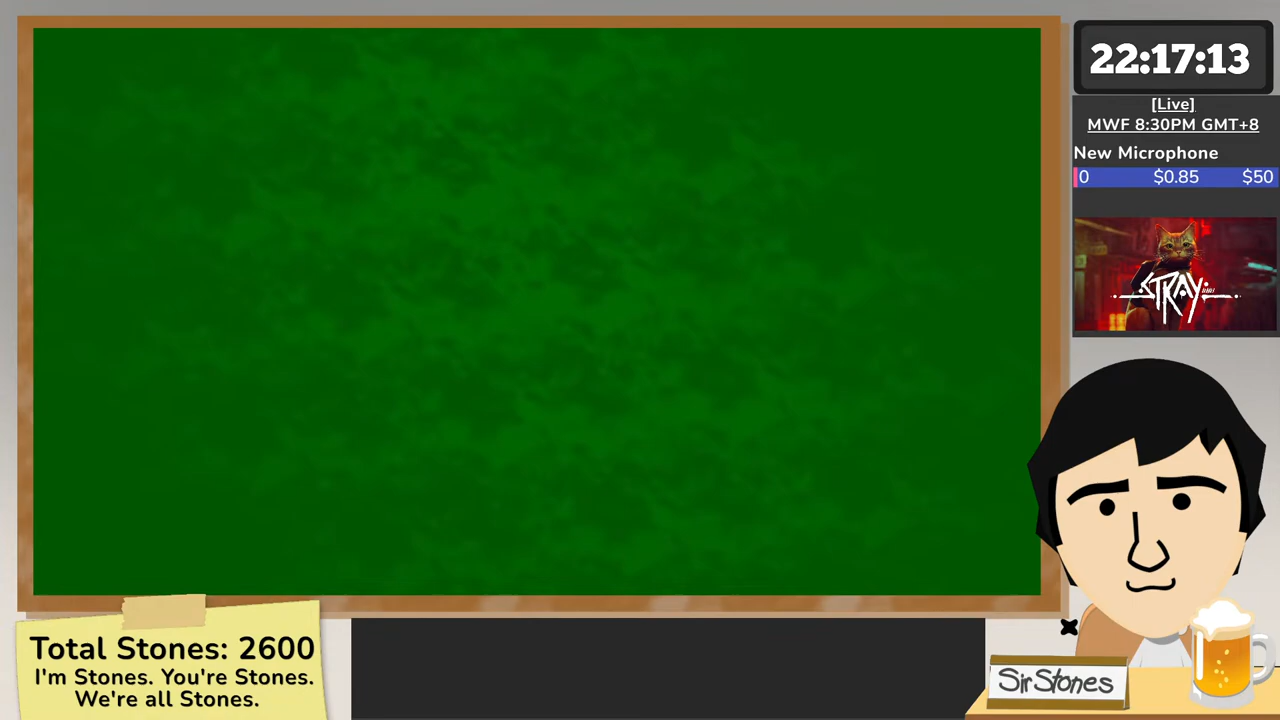 22:17:13
[Live]
MWF 8:30PM GMT+8
New Microphone
0 $0.85 $50
STRAY
Total Stones: 2600
I'm Stones. You're Stones.
We're all Stones.
SirStones